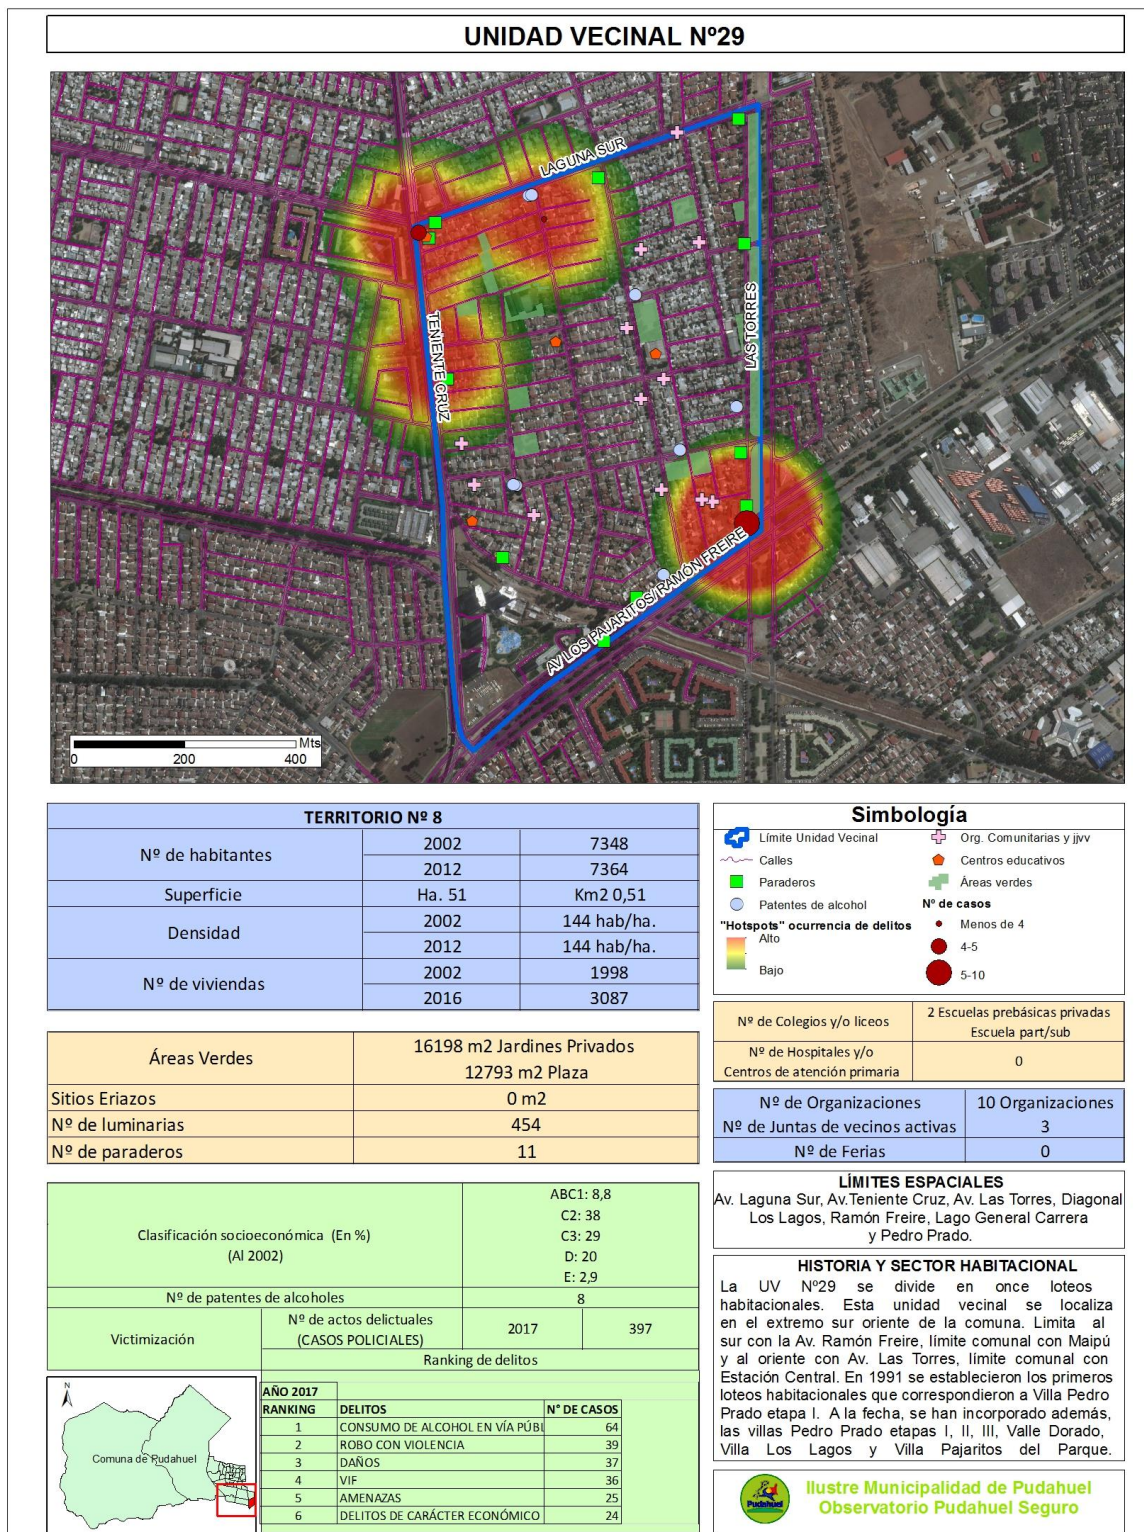 UNIDAD VECINAL Nº29
LAGUNA SUR
TENIENTE CRUZ
LAS TORRES
AV LOS PAJARITOS/ RAMÓN FREIRE
Mts
0 200 400
TERRITORIO Nº 8
Nº de habitantes 2002 7348
2012 7364
Superficie Ha. 51 Km2 0,51
Densidad 2002 144 hab/ha.
2012 144 hab/ha.
Nº de viviendas 2002 1998
2016 3087
Áreas Verdes 16198 m2 Jardines Privados
12793 m2 Plaza
Sitios Eriazos 0 m2
Nº de luminarias 454
Nº de paraderos 11
Clasificación socioeconómica (En %)
(Al 2002)
ABC1: 8,8
C2: 38
C3: 29
D: 20
E: 2,9
Nº de patentes de alcoholes 8
Victimización
Nº de actos delictuales
(CASOS POLICIALES)
2017 397
Ranking de delitos
N
Comuna de Pudahuel
AÑO 2017
RANKING DELITOS N° DE CASOS
1 CONSUMO DE ALCOHOL EN VÍA PÚBL 64
2 ROBO CON VIOLENCIA 39
3 DAÑOS 37
4 VIF 36
5 AMENAZAS 25
6 DELITOS DE CARÁCTER ECONÓMICO 24
Simbología
Límite Unidad Vecinal
Calles
Paraderos
Patentes de alcohol
"Hotspots" ocurrencia de delitos
Alto
Bajo
Org. Comunitarias y jjvv
Centros educativos
Áreas verdes
Nº de casos
Menos de 4
4-5
5-10
Nº de Colegios y/o liceos
2 Escuelas prebásicas privadas
Escuela part/sub
Nº de Hospitales y/o
Centros de atención primaria
0
Nº de Organizaciones 10 Organizaciones
Nº de Juntas de vecinos activas 3
Nº de Ferias 0
LÍMITES ESPACIALES
Av. Laguna Sur, Av.Teniente Cruz, Av. Las Torres, Diagonal
Los Lagos, Ramón Freire, Lago General Carrera
y Pedro Prado.
HISTORIA Y SECTOR HABITACIONAL
La UV Nº29 se divide en once loteos
habitacionales. Esta unidad vecinal se localiza
en el extremo sur oriente de la comuna. Limita al
sur con la Av. Ramón Freire, límite comunal con Maipú
y al oriente con Av. Las Torres, límite comunal con
Estación Central. En 1991 se establecieron los primeros
loteos habitacionales que correspondieron a Villa Pedro
Prado etapa I. A la fecha, se han incorporado además,
las villas Pedro Prado etapas I, II, III, Valle Dorado,
Villa Los Lagos y Villa Pajaritos del Parque.
Pudahuel
Ilustre Municipalidad de Pudahuel
Observatorio Pudahuel Seguro